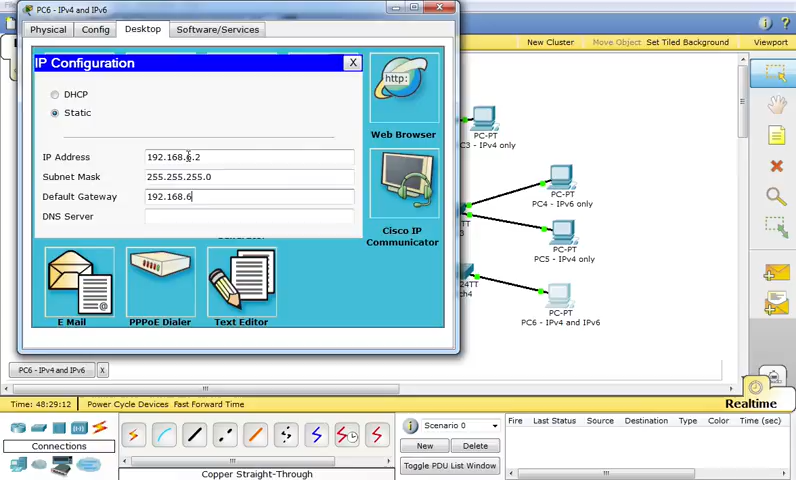 PC6 - IPv4 and IPv6
Physical Config Desktop Software/Services
IP Configuration X
DHCP
Static
IP Address 192.168.6.2
Subnet Mask 255.255.255.0
Default Gateway 192.168.6
DNS Server
http:
Web Browser
Cisco IP
Communicator
E Mail PPPoE Dialer Text Editor
New Cluster Move Object Set Tiled Background Viewport
PC-PT
PC3 - IPv4 only
PC-PT
PC4 - IPv6 only
PC-PT
PC5 - IPv4 only
PC-PT
PC6 - IPv4 and IPv6
PC6 - IPv4 and IPv6 X
Time: 48:29:12 Power Cycle Devices Fast Forward Time Realtime
Connections
Copper Straight-Through
Scenario 0
New Delete
Toggle PDU List Window
Fire Last Status Source Destination Type Color Time (sec)